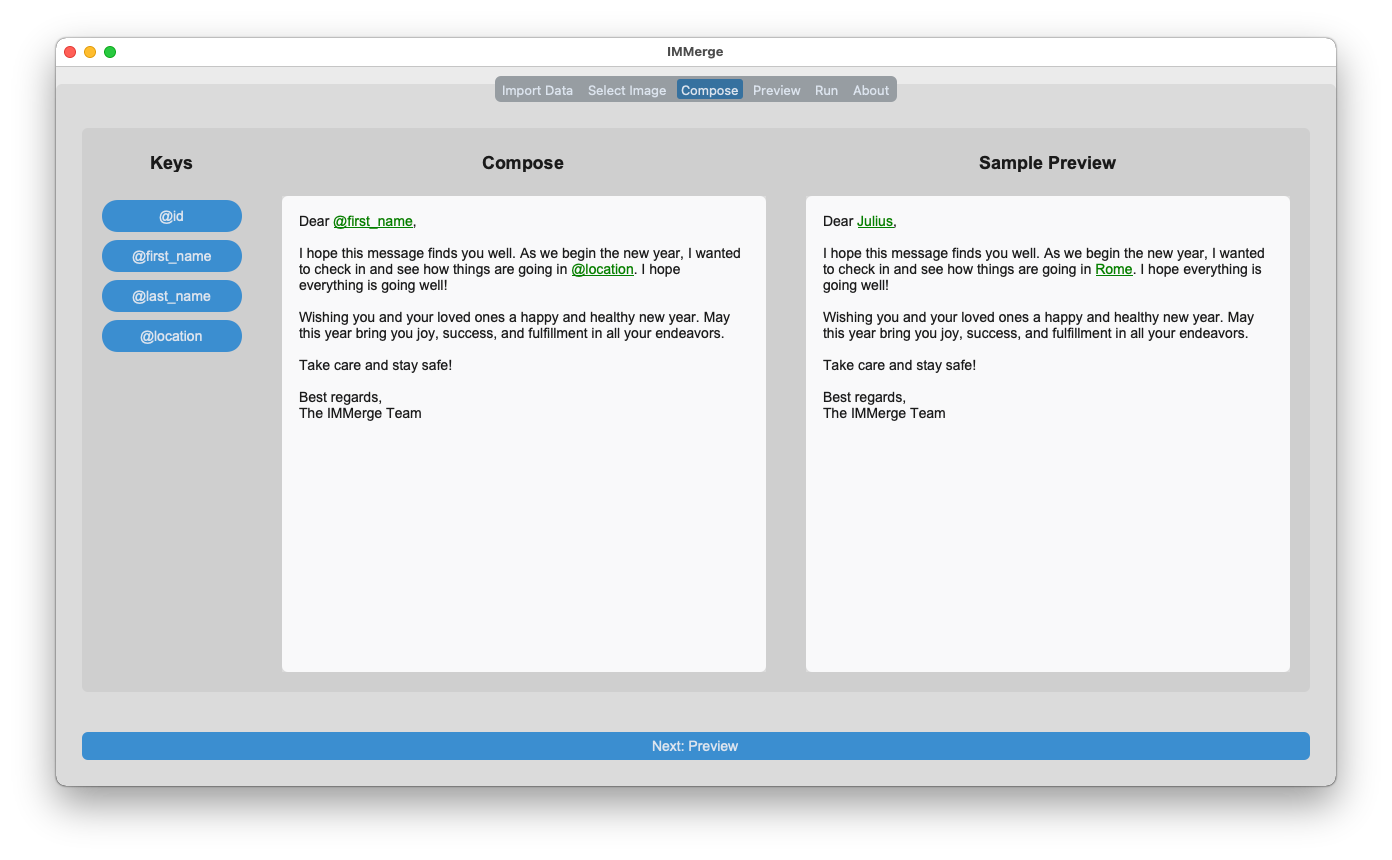 IMMerge
Import Data Select Image Compose Preview Run About
Keys
@id
@first_name
@last_name
@location
Compose
Dear @first_name,
I hope this message finds you well. As we begin the new year, I wanted
to check in and see how things are going in @location. I hope
everything is going well!
Wishing you and your loved ones a happy and healthy new year. May
this year bring you joy, success, and fulfillment in all your endeavors.
Take care and stay safe!
Best regards,
The IMMerge Team
Sample Preview
Dear Julius,
I hope this message finds you well. As we begin the new year, I wanted
to check in and see how things are going in Rome. I hope everything is
going well!
Wishing you and your loved ones a happy and healthy new year. May
this year bring you joy, success, and fulfillment in all your endeavors.
Take care and stay safe!
Best regards,
The IMMerge Team
Next: Preview